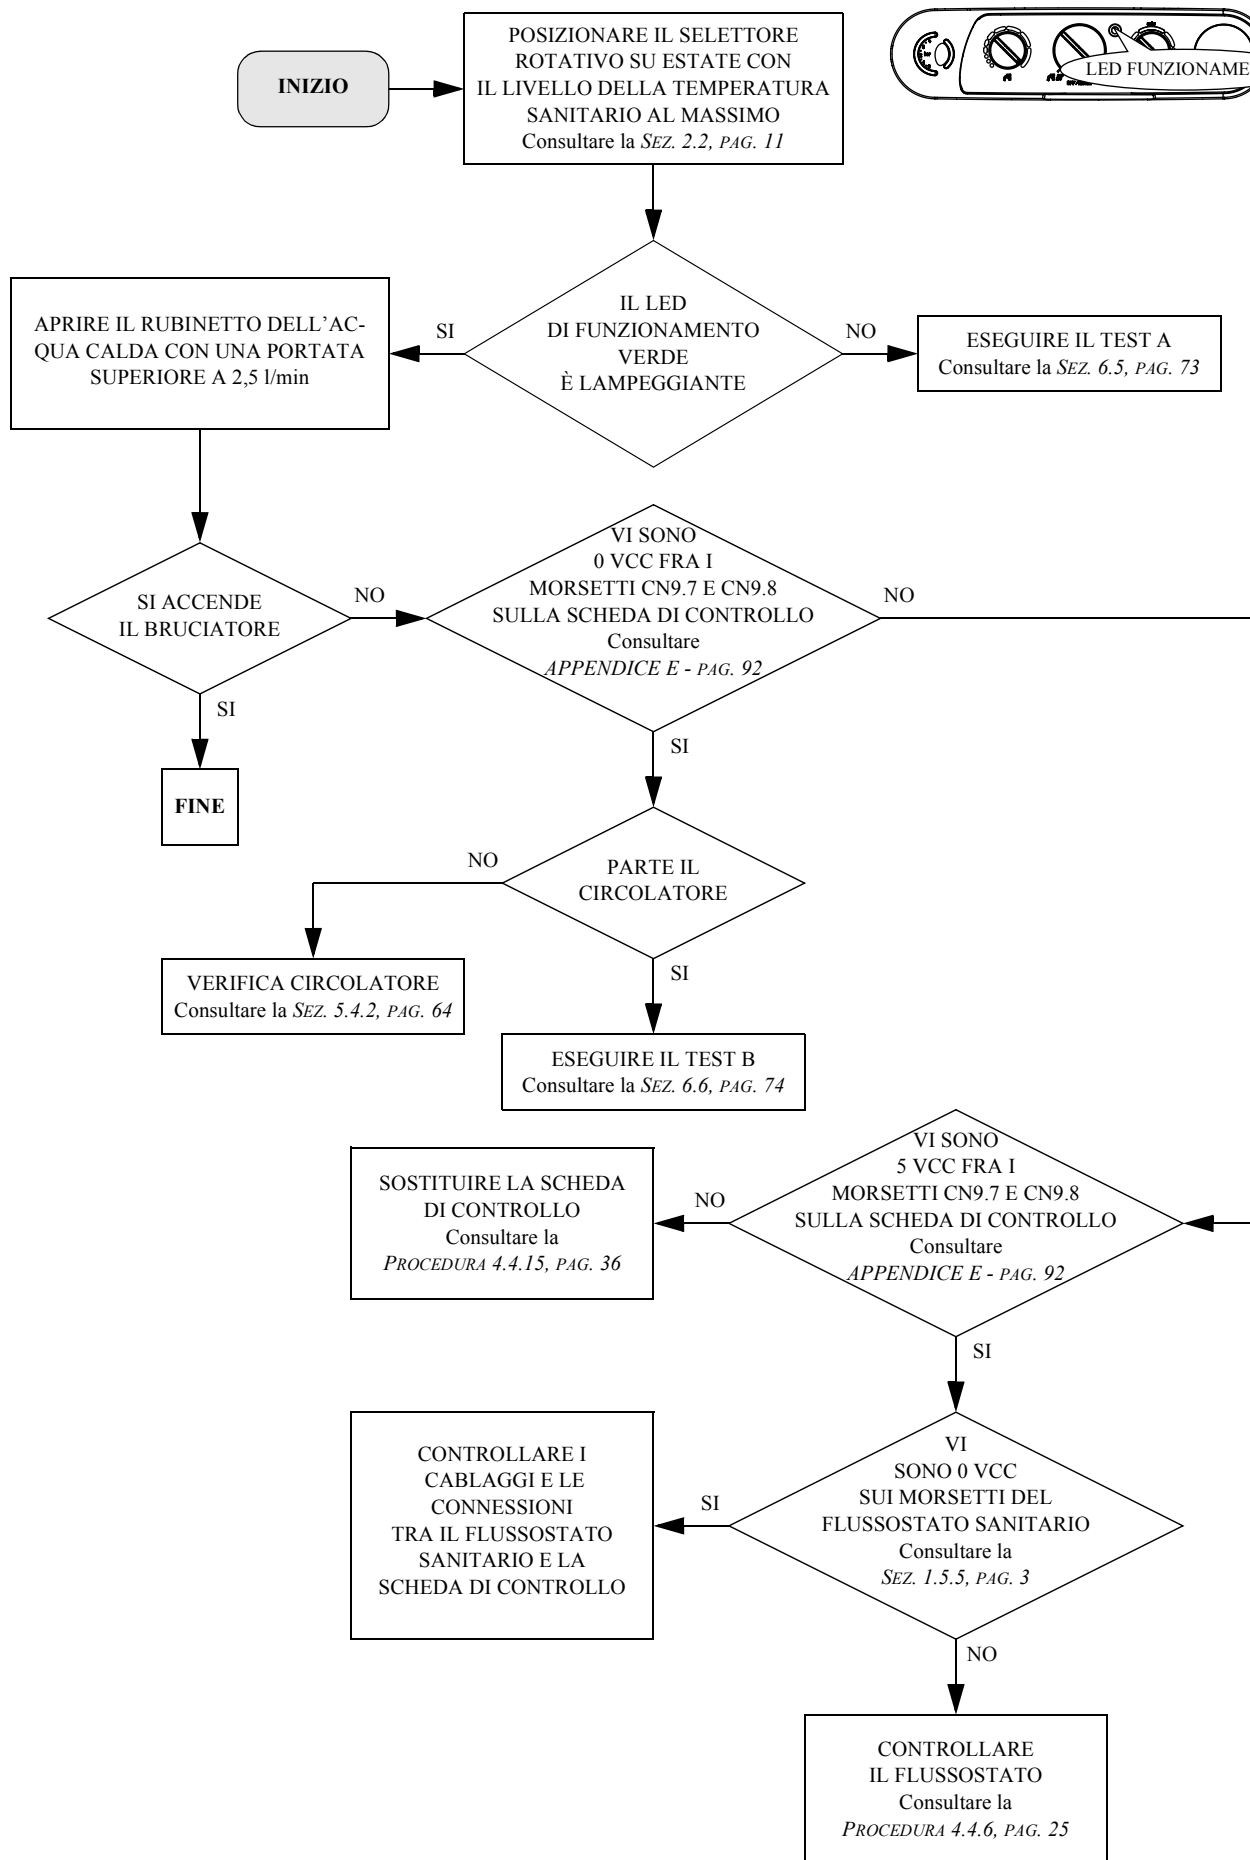 INIZIO
POSIZIONARE IL SELETTORE
ROTATIVO SU ESTATE CON
IL LIVELLO DELLA TEMPERATURA
SANITARIO AL MASSIMO
Consultare la SEZ. 2.2, PAG. 11
LED FUNZIONAME
IL LED
DI FUNZIONAMENTO
VERDE
È LAMPEGGIANTE
SI
NO
APRIRE IL RUBINETTO DELL’AC-
QUA CALDA CON UNA PORTATA
SUPERIORE A 2,5 l/min
ESEGUIRE IL TEST A
Consultare la SEZ. 6.5, PAG. 73
SI ACCENDE
IL BRUCIATORE
NO
SI
FINE
VI SONO
0 VCC FRA I
MORSETTI CN9.7 E CN9.8
SULLA SCHEDA DI CONTROLLO
Consultare
APPENDICE E - PAG. 92
NO
SI
PARTE IL
CIRCOLATORE
NO
SI
VERIFICA CIRCOLATORE
Consultare la SEZ. 5.4.2, PAG. 64
ESEGUIRE IL TEST B
Consultare la SEZ. 6.6, PAG. 74
VI SONO
5 VCC FRA I
MORSETTI CN9.7 E CN9.8
SULLA SCHEDA DI CONTROLLO
Consultare
APPENDICE E - PAG. 92
NO
SI
SOSTITUIRE LA SCHEDA
DI CONTROLLO
Consultare la
PROCEDURA 4.4.15, PAG. 36
VI
SONO 0 VCC
SUI MORSETTI DEL
FLUSSOSTATO SANITARIO
Consultare la
SEZ. 1.5.5, PAG. 3
SI
NO
CONTROLLARE I
CABLAGGI E LE
CONNESSIONI
TRA IL FLUSSOSTATO
SANITARIO E LA
SCHEDA DI CONTROLLO
CONTROLLARE
IL FLUSSOSTATO
Consultare la
PROCEDURA 4.4.6, PAG. 25